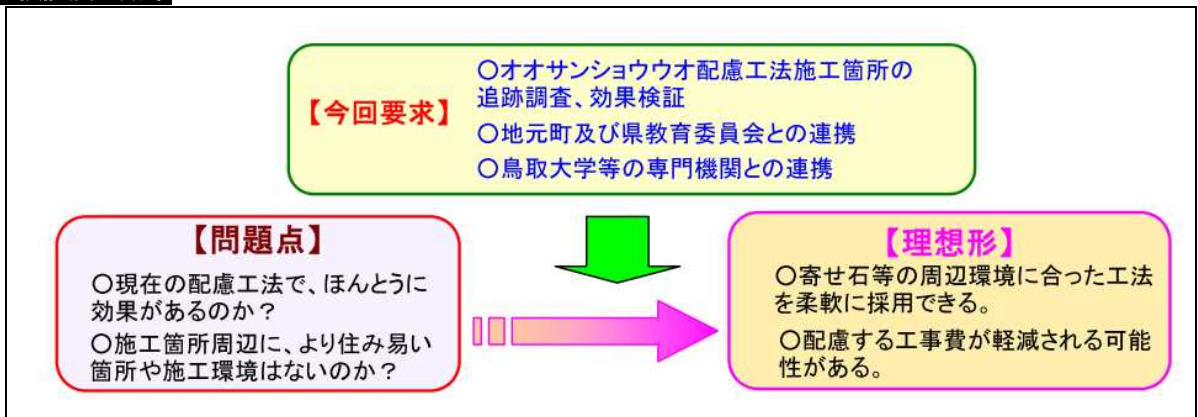 【今回要求】
〇オオサンショウウオ配慮工法施工箇所の
追跡調査、効果検証
〇地元町及び県教育委員会との連携
〇鳥取大学等の専門機関との連携
【問題点】
〇現在の配慮工法で、ほんとうに
効果があるのか？
〇施工箇所周辺に、より住み易い
箇所や施工環境はないのか？
【理想形】
〇寄せ石等の周辺環境に合った工法
を柔軟に採用できる。
〇配慮する工事費が軽減される可能
性がある。